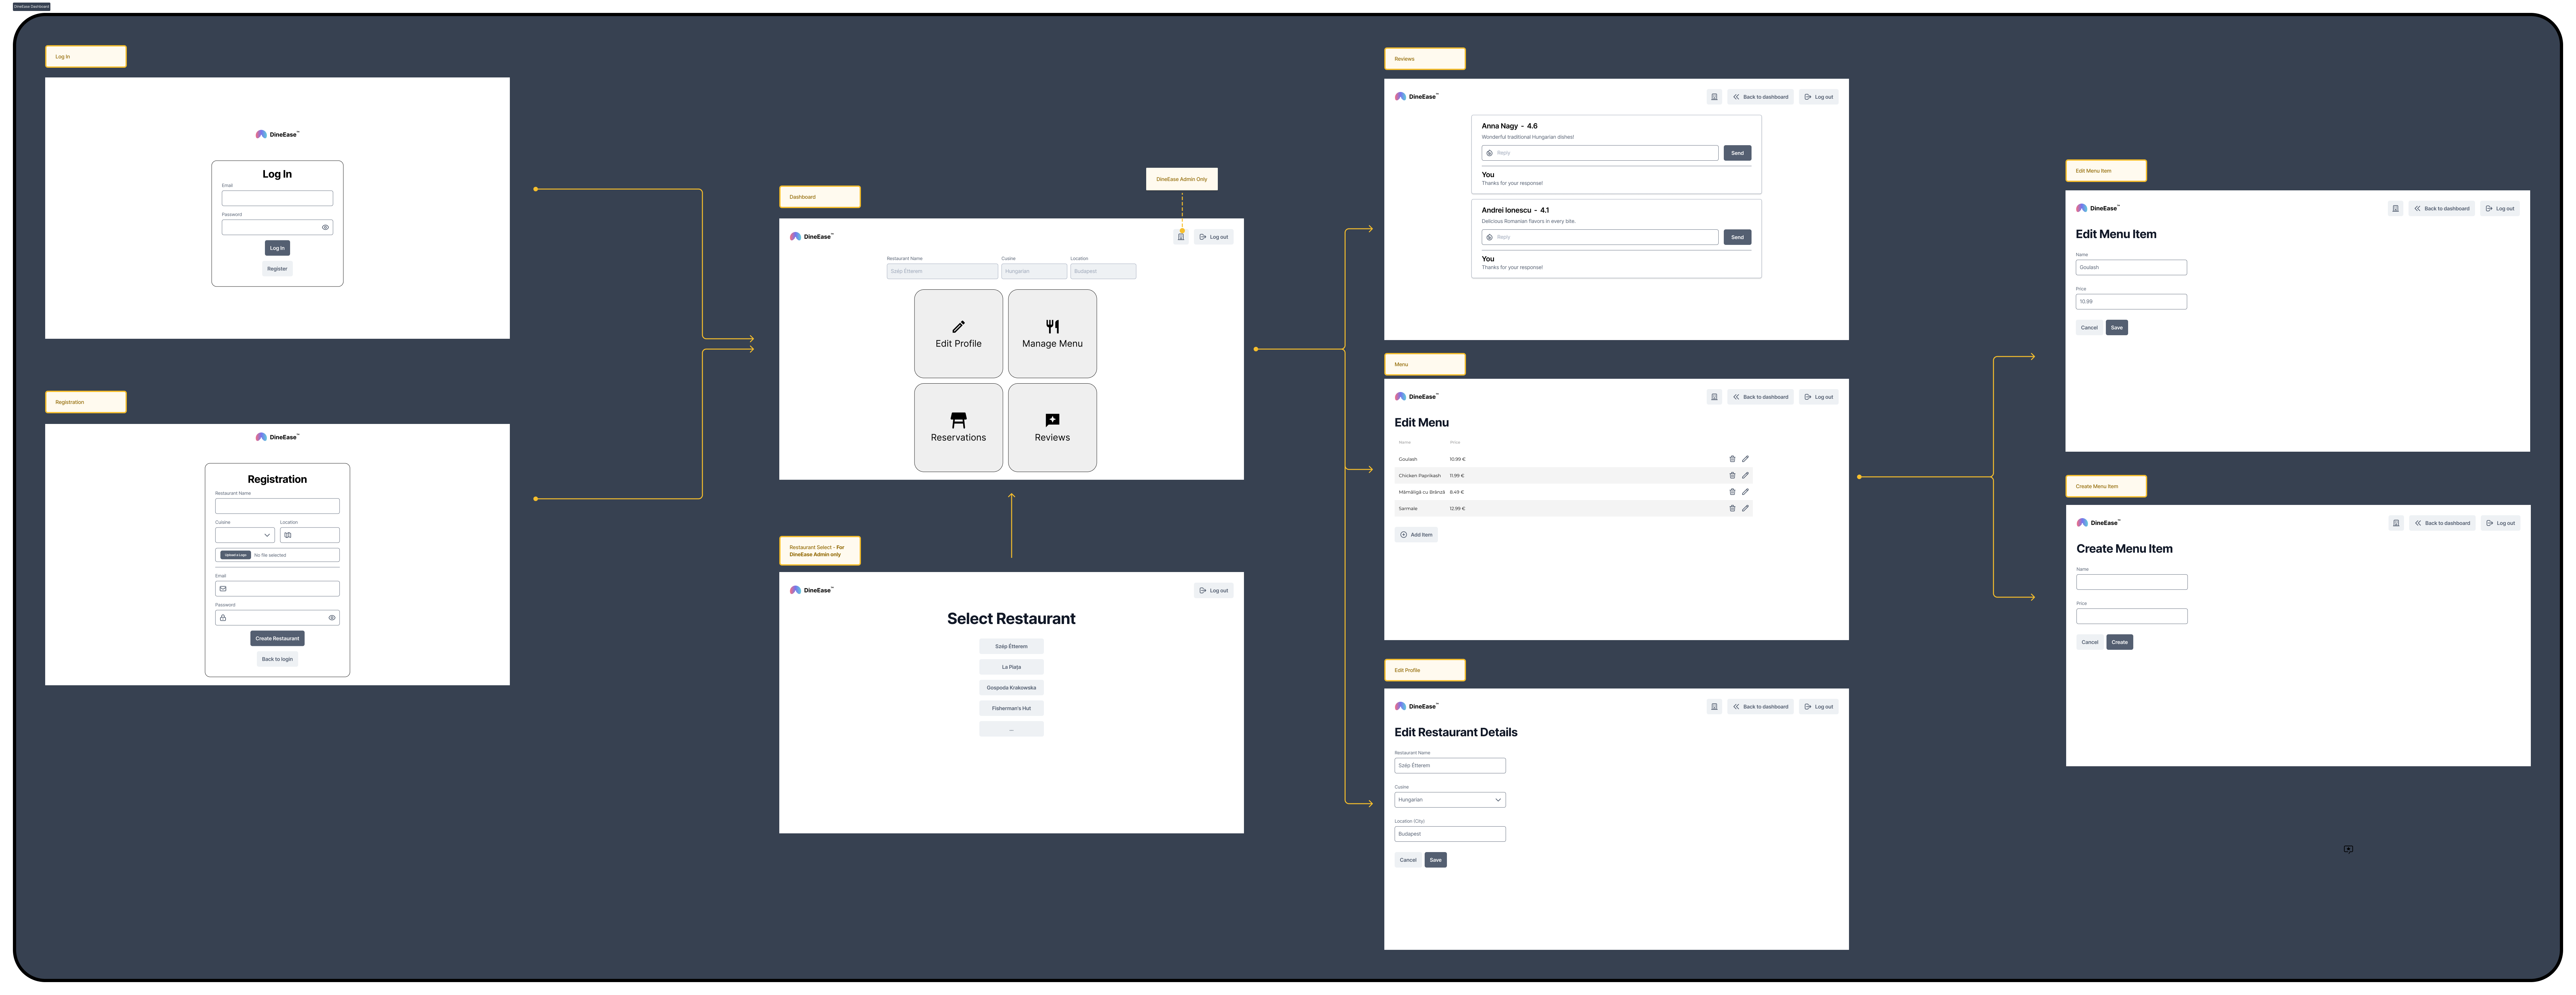 DineEase Dashboard
Log In
DineEase™
Log In
Email
Password
Log In
Register
Registration
DineEase™
Registration
Restaurant Name
Cuisine
Location
Upload a Logo
No file selected
Email
Password
Create Restaurant
Back to login
Dashboard
DineEase Admin Only
DineEase™
Log out
Restaurant Name
Cusine
Location
Szép Étterem
Hungarian
Budapest
Edit Profile
Manage Menu
Reservations
Reviews
Restaurant Select - For
DineEase Admin only
DineEase™
Log out
Select Restaurant
Szép Étterem
La Piața
Gospoda Krakowska
Fisherman's Hut
...
Reviews
DineEase™
Back to dashboard
Log out
Anna Nagy - 4.6
Wonderful traditional Hungarian dishes!
Reply
Send
You
Thanks for your response!
Andrei Ionescu - 4.1
Delicious Romanian flavors in every bite.
Reply
Send
You
Thanks for your response!
Menu
DineEase™
Back to dashboard
Log out
Edit Menu
Name Price
Goulash 10.99 €
Chicken Paprikash 11.99 €
Mămăligă cu Brânză 8.49 €
Sarmale 12.99 €
Add Item
Edit Profile
DineEase™
Back to dashboard
Log out
Edit Restaurant Details
Restaurant Name
Szép Étterem
Cusine
Hungarian
Location (City)
Budapest
Cancel
Save
Edit Menu Item
DineEase™
Back to dashboard
Log out
Edit Menu Item
Name
Goulash
Price
10.99
Cancel
Save
Create Menu Item
DineEase™
Back to dashboard
Log out
Create Menu Item
Name
Price
Cancel
Create